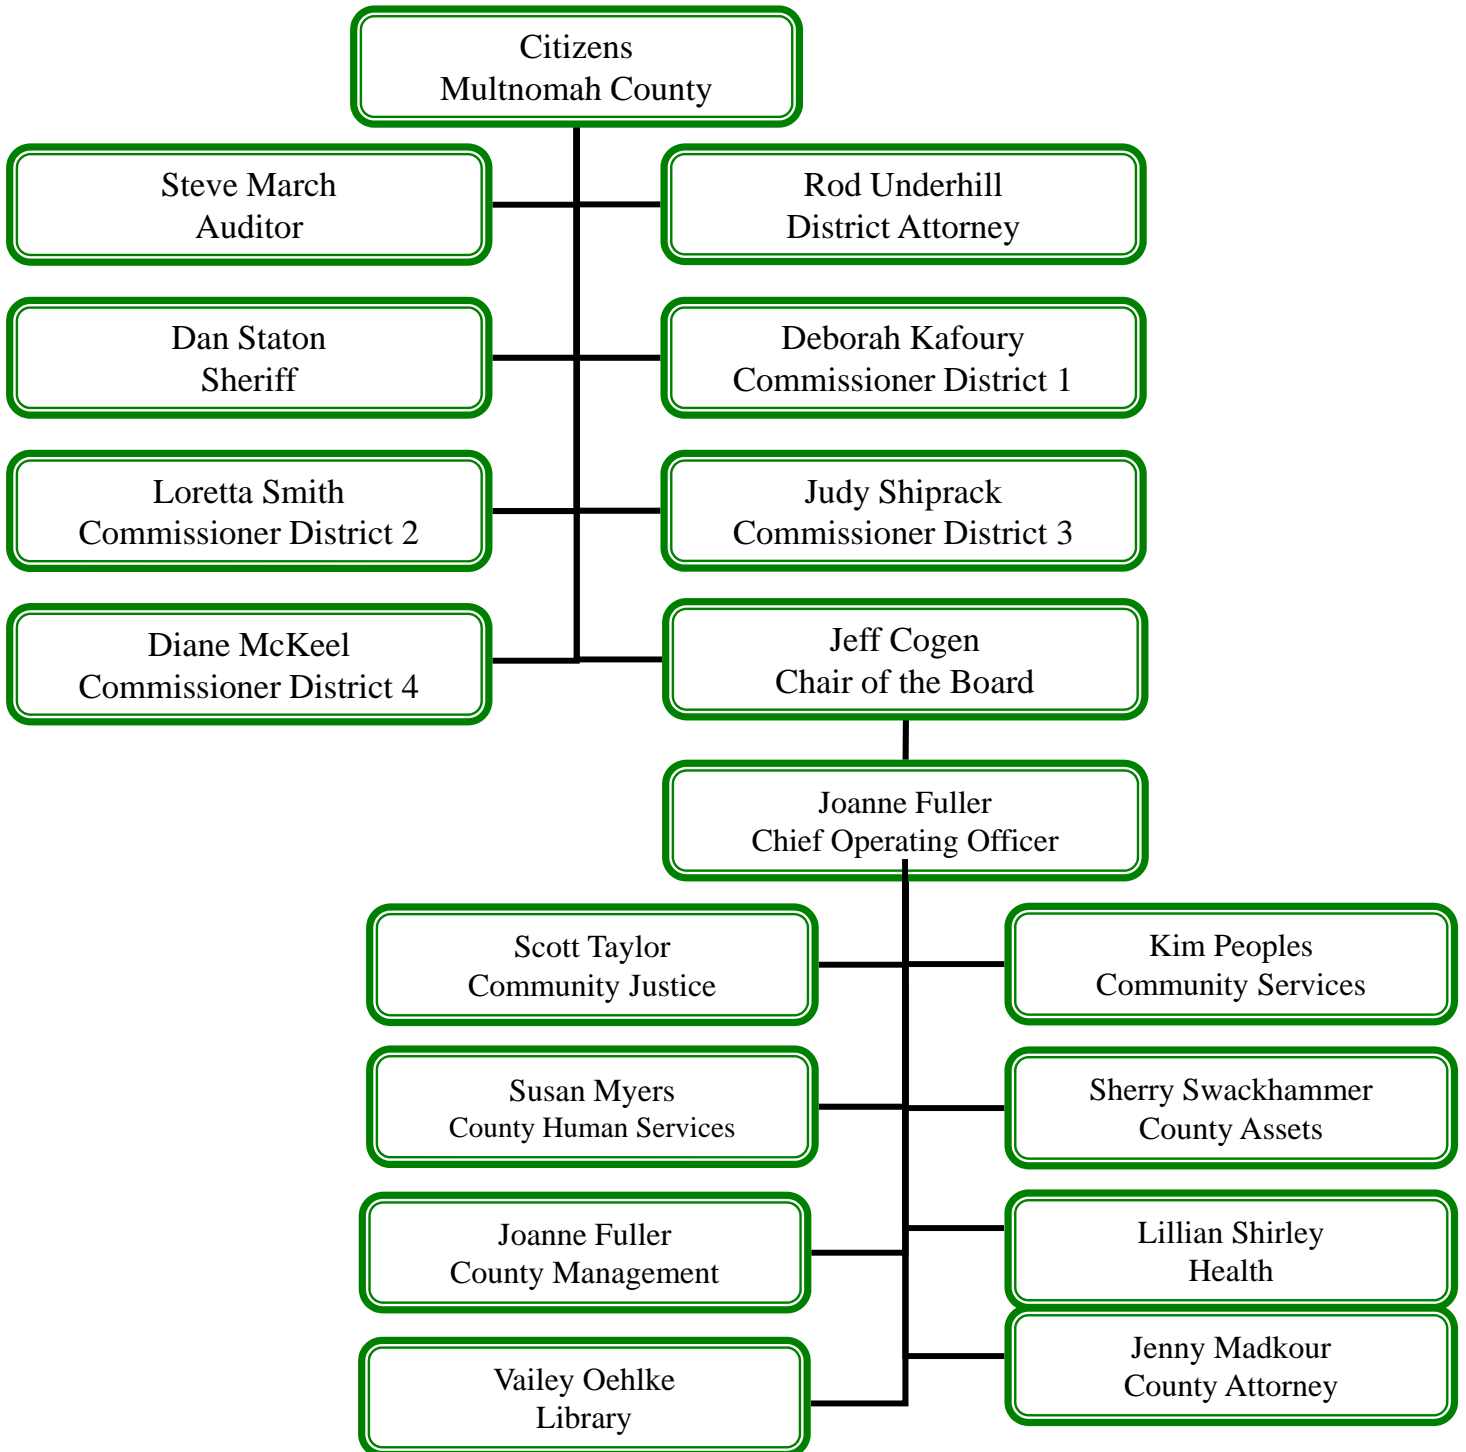 Citizens
Multnomah County
Steve March
Auditor
Rod Underhill
District Attorney
Dan Staton
Sheriff
Deborah Kafoury
Commissioner District 1
Loretta Smith
Commissioner District 2
Judy Shiprack
Commissioner District 3
Diane McKeel
Commissioner District 4
Jeff Cogen
Chair of the Board
Joanne Fuller
Chief Operating Officer
Scott Taylor
Community Justice
Kim Peoples
Community Services
Susan Myers
County Human Services
Sherry Swackhammer
County Assets
Joanne Fuller
County Management
Lillian Shirley
Health
Vailey Oehlke
Library
Jenny Madkour
County Attorney